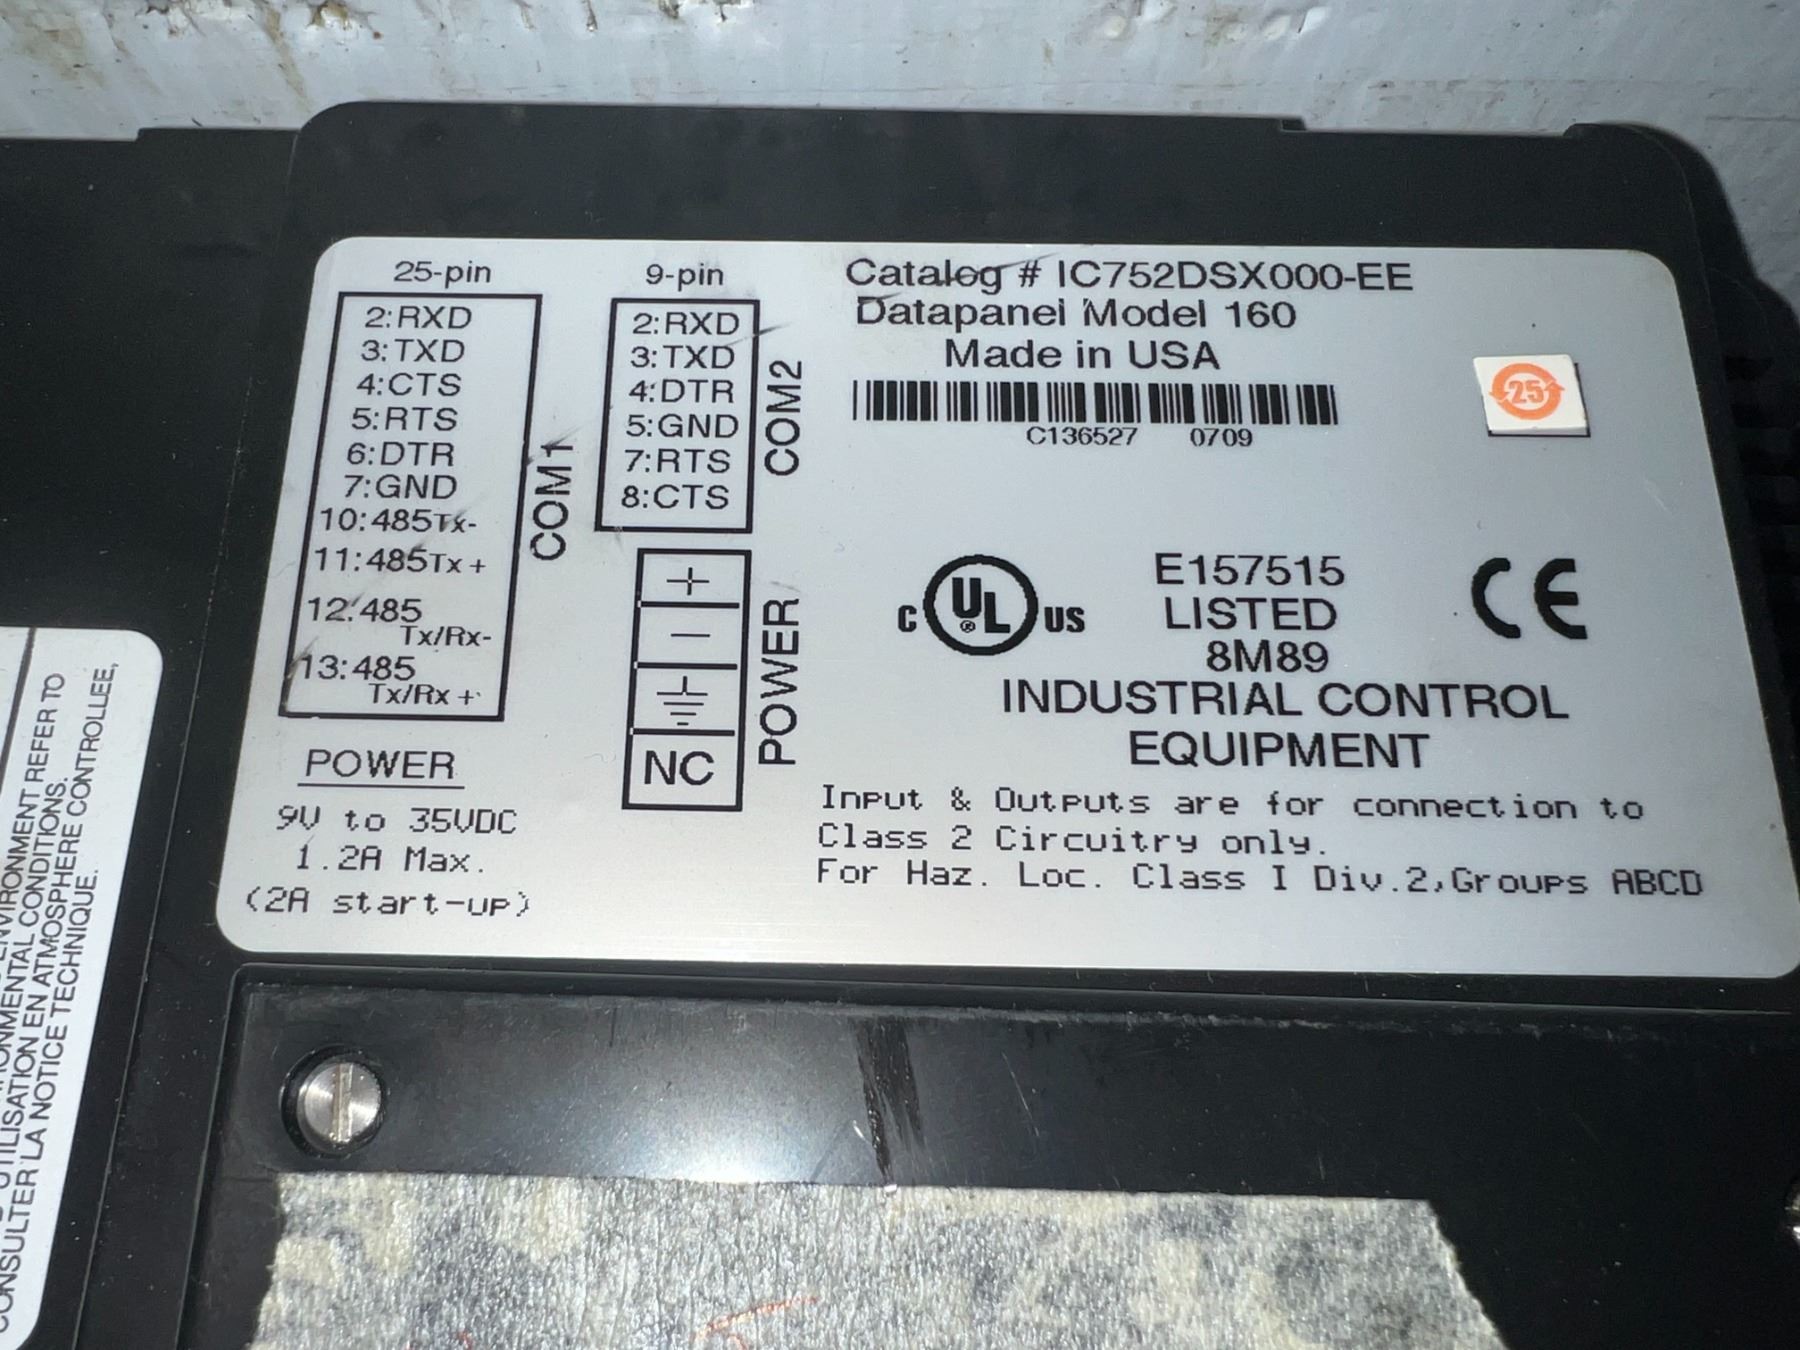 25-pin
2:RXD
3:TXD
4:CTS
5:RTS
6:DTR
7:GND
10:485Tx-
11:485Tx+
12:485
Tx/Rx-
13:485
Tx/Rx+
COM1
9-pin
2:RXD
3:TXD
4:DTR
5:GND
7:RTS
8:CTS
COM2
+
−
NC
POWER
POWER
9V to 35VDC
1.2A Max.
(2A start-up)
Catalog # IC752DSX000-EE
Datapanel Model 160
Made in USA
C136527 0709
25
C UL ® US
E157515
LISTED
8M89
CE
INDUSTRIAL CONTROL
EQUIPMENT
Input & Outputs are for connection to
Class 2 Circuitry only.
For Haz. Loc. Class I Div.2,Groups ABCD
ENVIRONMENT REFER TO
ENVIRONMENTAL CONDITIONS.
D'UTILISATION EN ATMOSPHERE CONTROLLEE,
CONSULTER LA NOTICE TECHNIQUE.